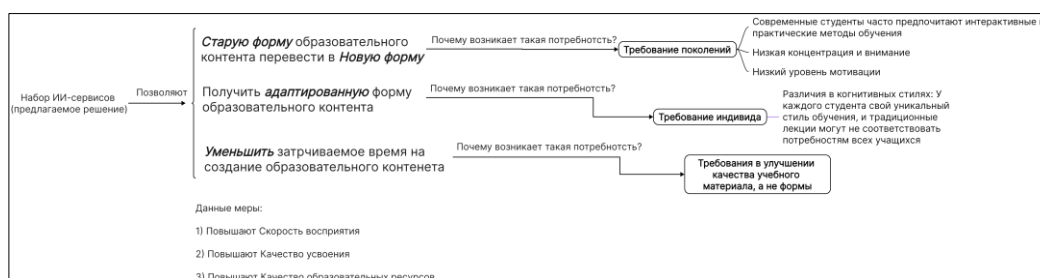 Набор ИИ-сервисов
(предлагаемое решение)
Позволяют
Старую форму образовательного
контента перевести в Новую форму
Почему возникает такая потребнотсть?
Требование поколений
Современные студенты часто предпочитают интерактивные и
практические методы обучения
Низкая концентрация и внимание
Низкий уровень мотивации
Получить адаптированную форму
образовательного контента
Почему возникает такая потребнотсть?
Требование индивида
Различия в когнитивных стилях: У
каждого студента свой уникальный
стиль обучения, и традиционные
лекции могут не соответствовать
потребностям всех учащихся
Уменьшить затрчиваемое время на
создание образовательного контенета
Почему возникает такая потребнотсть?
Требования в улучшении
качества учебного
материала, а не формы
Данные меры:
1) Повышают Скорость восприятия
2) Повышают Качество усвоения
3) Повышают Качество образовательных ресурсов